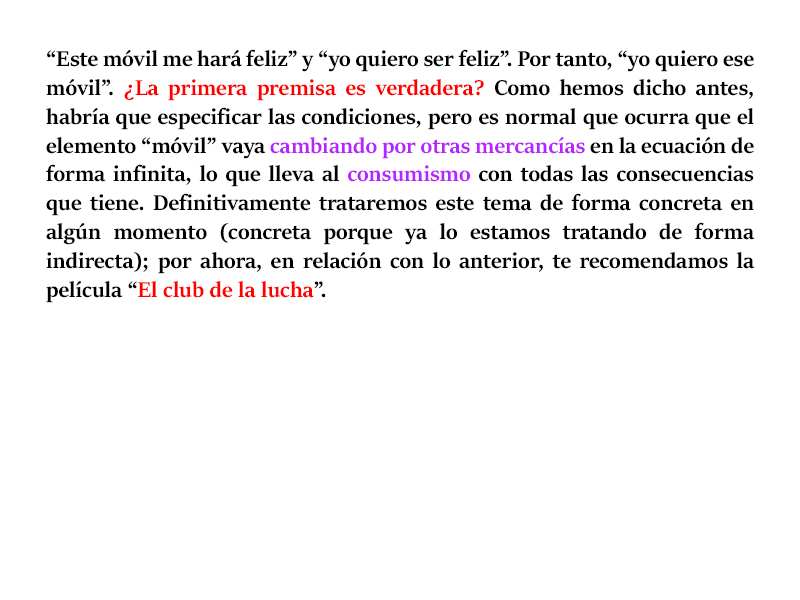 “Este móvil me hará feliz” y “yo quiero ser feliz”. Por tanto, “yo quiero ese
móvil”. ¿La primera premisa es verdadera? Como hemos dicho antes,
habría que especificar las condiciones, pero es normal que ocurra que el
elemento “móvil” vaya cambiando por otras mercancías en la ecuación de
forma infinita, lo que lleva al consumismo con todas las consecuencias
que tiene. Definitivamente trataremos este tema de forma concreta en
algún momento (concreta porque ya lo estamos tratando de forma
indirecta); por ahora, en relación con lo anterior, te recomendamos la
película “El club de la lucha”.